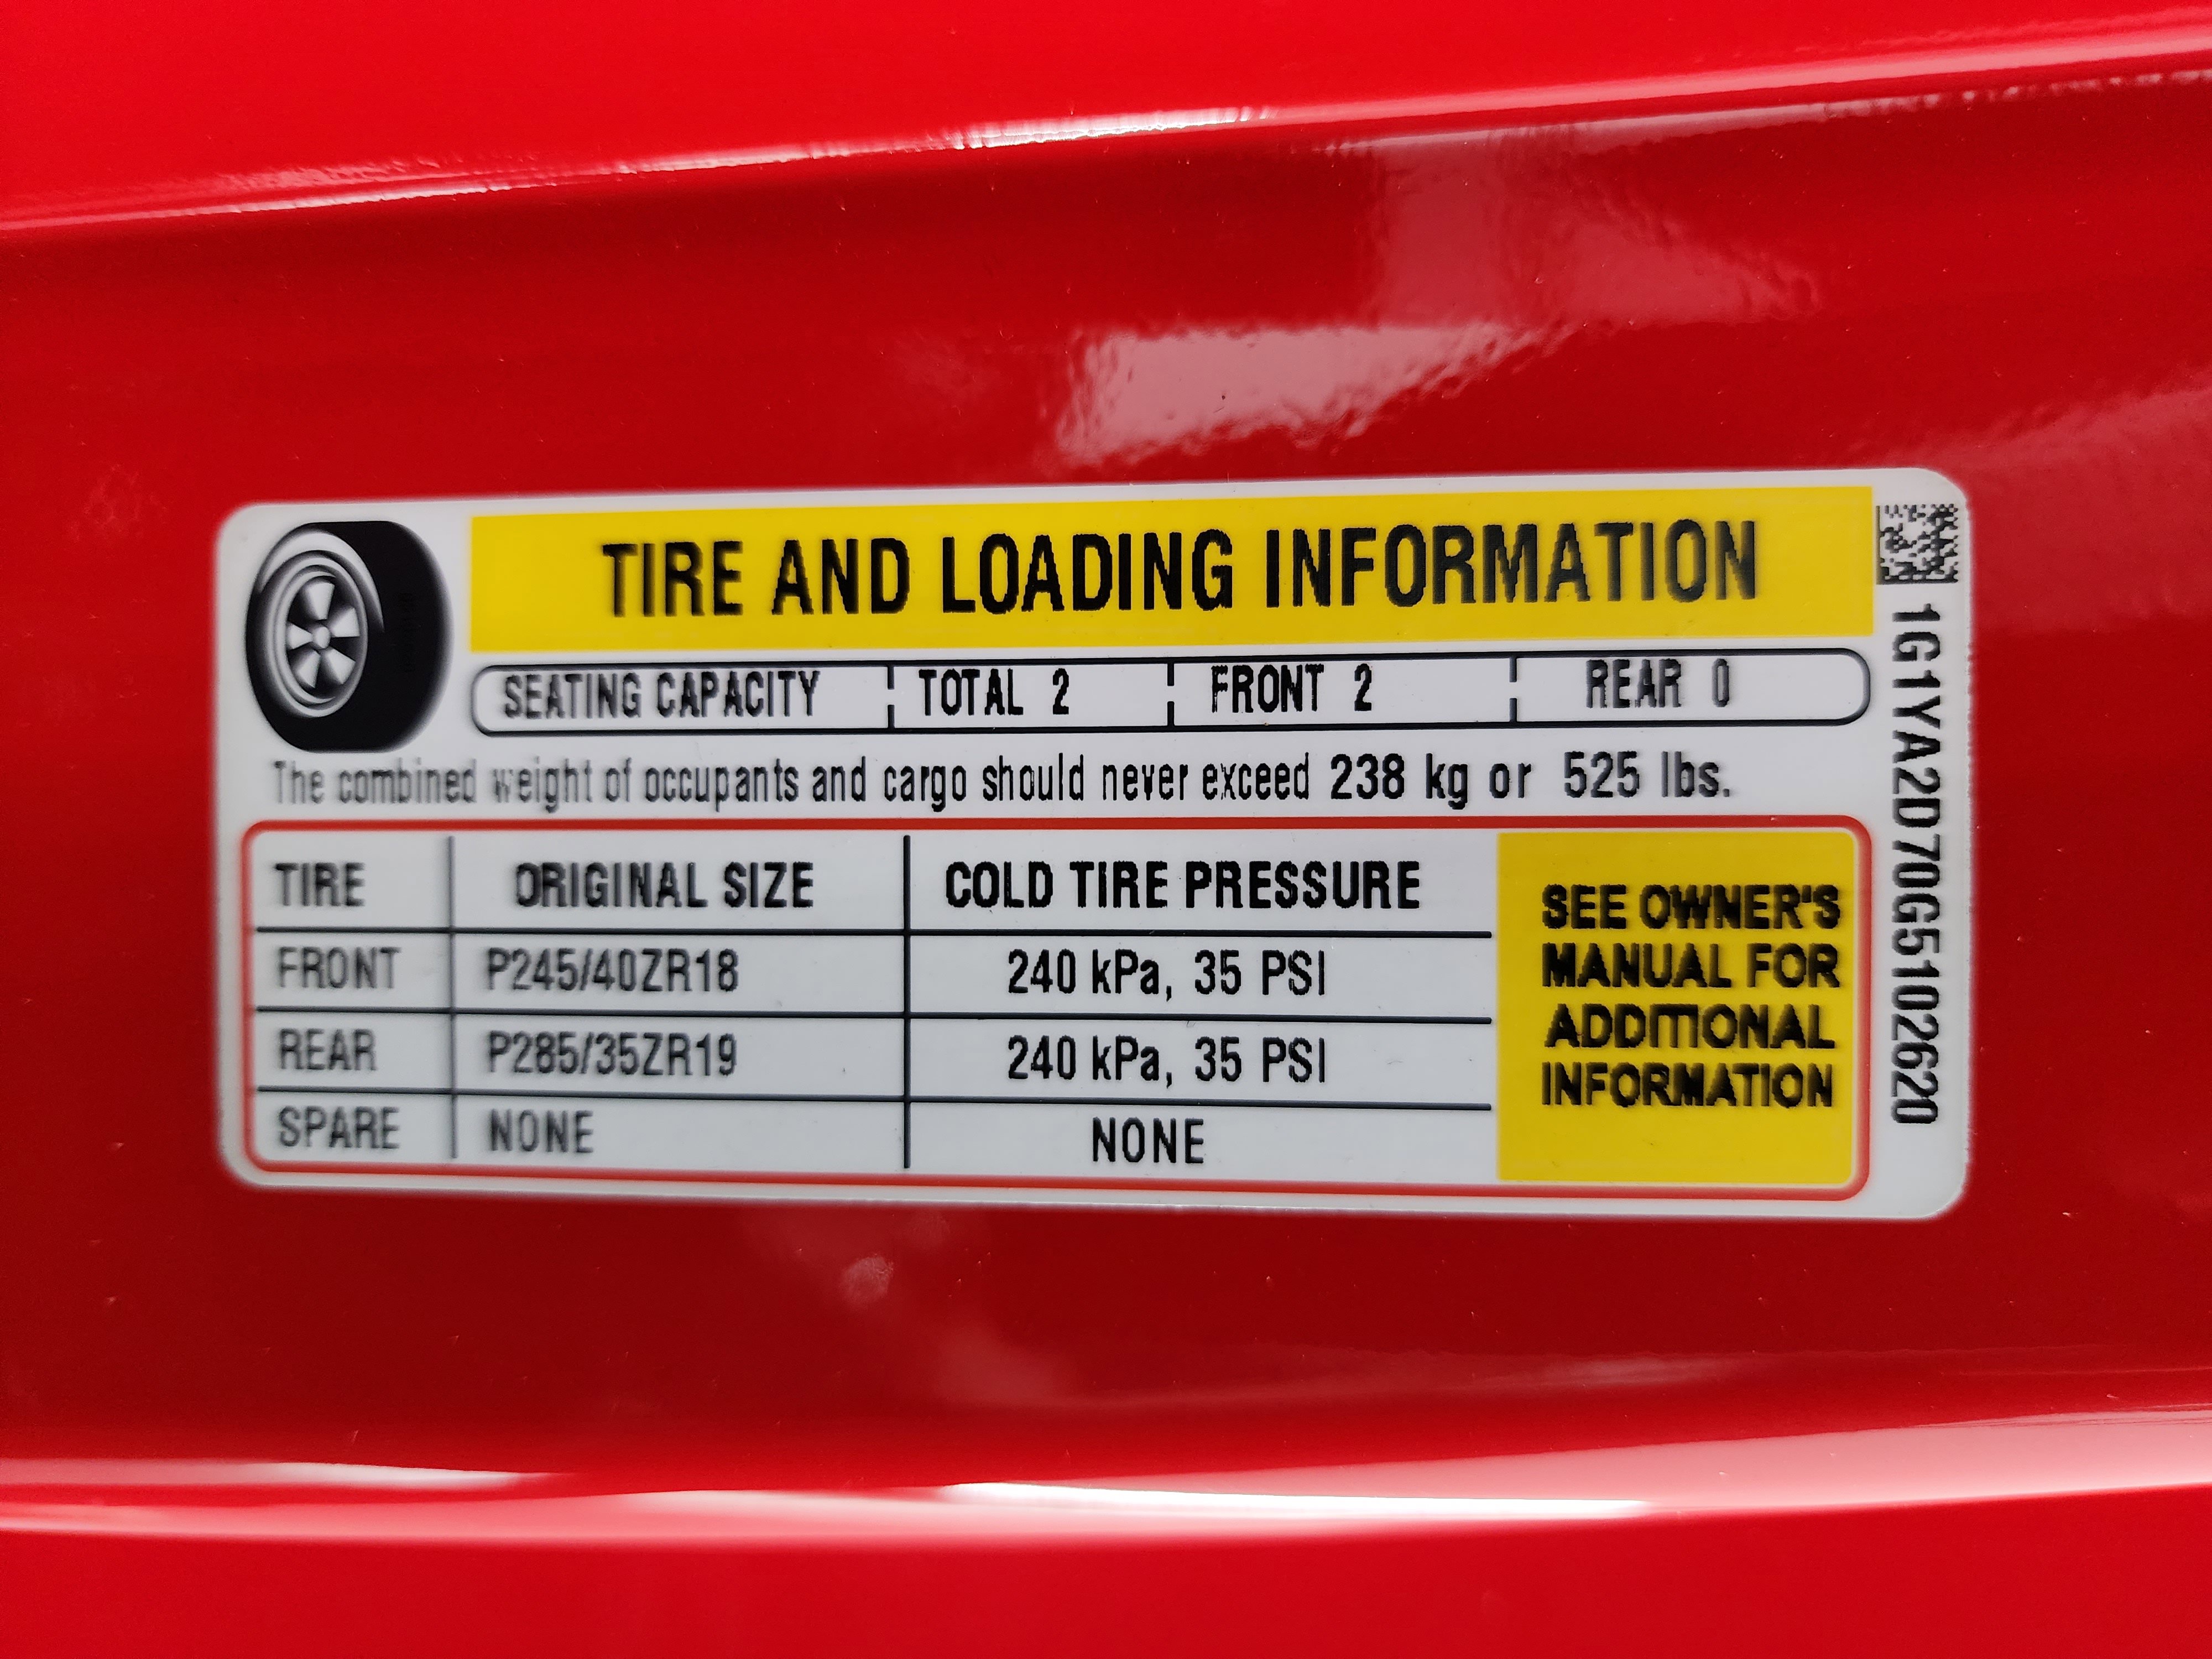 TIRE AND LOADING INFORMATION
SEATING CAPACITY TOTAL 2 FRONT 2 REAR 0
The combined weight of occupants and cargo should never exceed 238 kg or 525 lbs.
TIRE ORIGINAL SIZE COLD TIRE PRESSURE
FRONT P245/40ZR18 240 kPa, 35 PSI
REAR P285/35ZR19 240 kPa, 35 PSI
SPARE NONE NONE
SEE OWNER'S
MANUAL FOR
ADDITIONAL
INFORMATION
1G1YA2D70G5102620